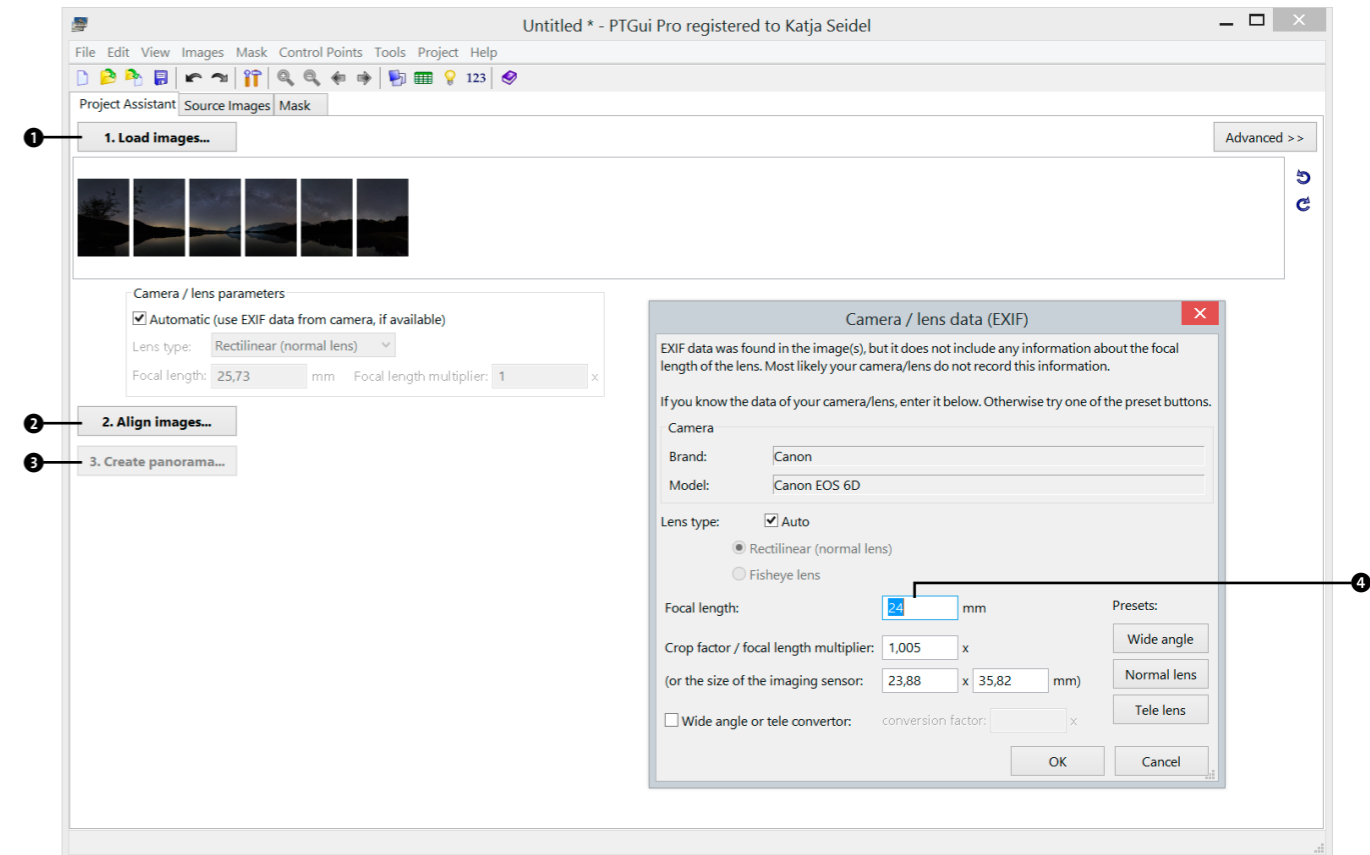 Untitled * - PTGui Pro registered to Katja Seidel
File Edit View Images Mask Control Points Tools Project Help
123
Project Assistant Source Images Mask
❶ 1. Load images... Advanced >>
Camera / lens parameters
Automatic (use EXIF data from camera, if available)
Lens type: Rectilinear (normal lens)
Focal length: 25,73 mm Focal length multiplier: 1 x
❷ 2. Align images...
❸ 3. Create panorama...
Camera / lens data (EXIF)
EXIF data was found in the image(s), but it does not include any information about the focal
length of the lens. Most likely your camera/lens do not record this information.
If you know the data of your camera/lens, enter it below. Otherwise try one of the preset buttons.
Camera
Brand: Canon
Model: Canon EOS 6D
Lens type: Auto
Rectilinear (normal lens)
Fisheye lens
❹
Focal length: 24 mm Presets:
Wide angle
Crop factor / focal length multiplier: 1,005 x
Normal lens
(or the size of the imaging sensor: 23,88 x 35,82 mm)
Tele lens
Wide angle or tele convertor: conversion factor: x
OK Cancel